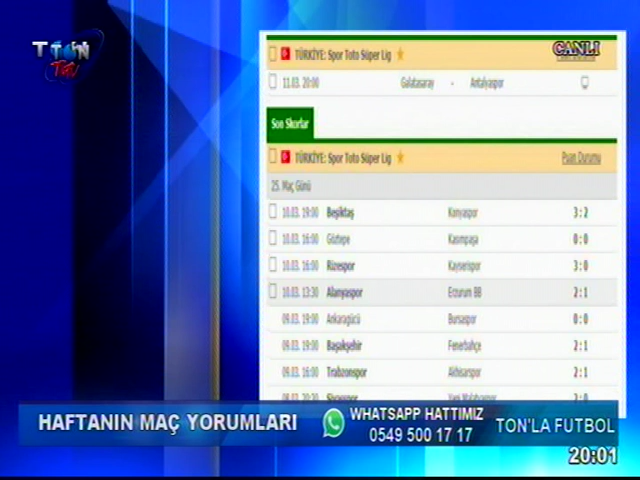 TON
TV
CANLI
TÜRKİYE: Spor Toto Süper Lig
11.03. 20:00 Galatasaray - Antalyaspor
Son Skorlar
TÜRKİYE: Spor Toto Süper Lig Puan Durumu
25. Maç Günü
10.03. 19:00 Beşiktaş Konyaspor 3:2
10.03. 16:00 Göztepe Kasımpaşa 0:0
10.03. 16:00 Rizespor Kayserispor 3:0
10.03. 13:30 Alanyaspor Erzurum BB 2:1
09.03. 19:00 Ankaragücü Bursaspor 0:0
09.03. 19:00 Başakşehir Fenerbahçe 2:1
09.03. 16:00 Trabzonspor Akhisarspor 2:1
HAFTANIN MAÇ YORUMLARI
WHATSAPP HATTIMIZ
0549 500 17 17
TON'LA FUTBOL
20:01